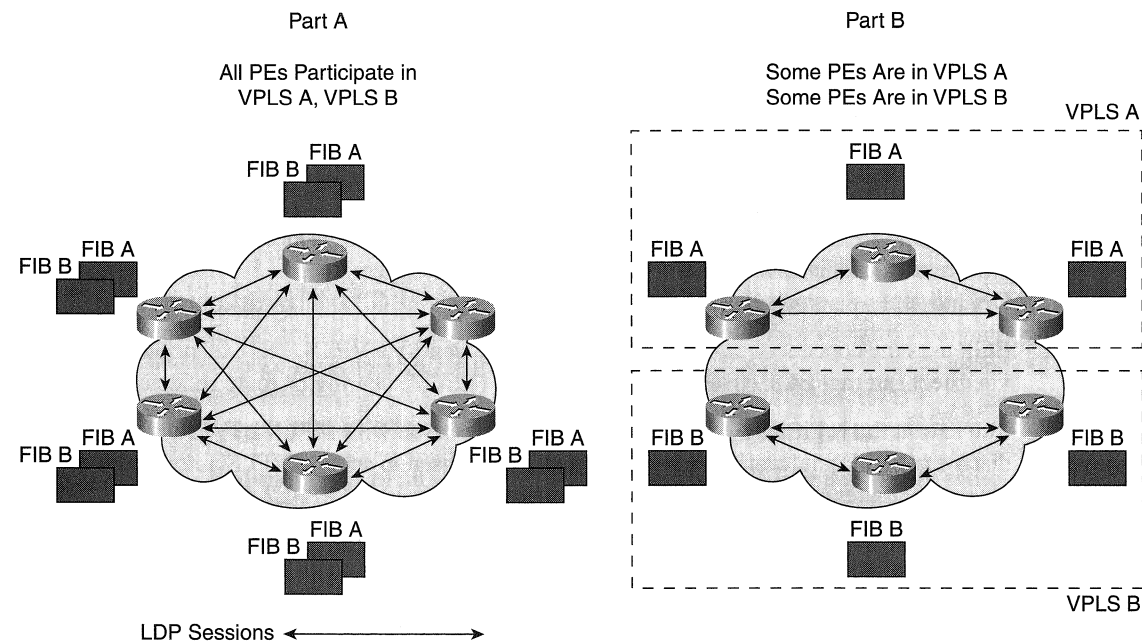 Part A
All PEs Participate in
VPLS A, VPLS B
FIB A
FIB B
FIB A
FIB B
FIB A
FIB B
FIB A
FIB B
FIB A
FIB B
LDP Sessions
Part B
Some PEs Are in VPLS A
Some PEs Are in VPLS B
VPLS A
FIB A
FIB A
FIB A
FIB B
FIB B
FIB B
VPLS B